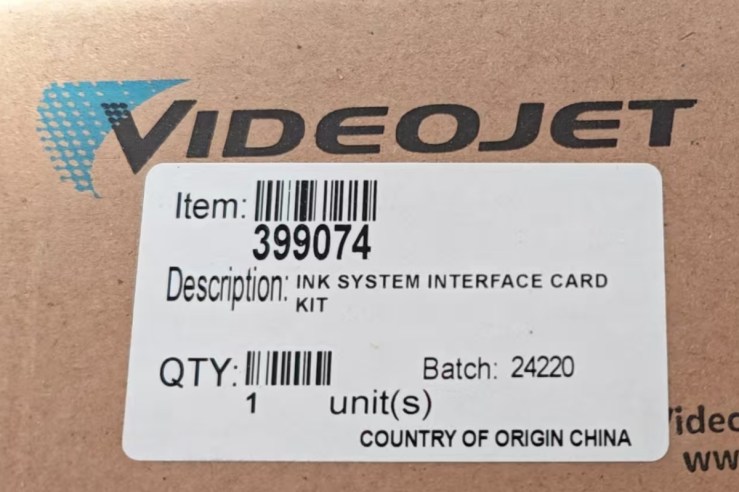 VIDEOJET
Item:
399074
Description: INK SYSTEM INTERFACE CARD
KIT
QTY:
Batch: 24220
1 unit(s)
COUNTRY OF ORIGIN CHINA